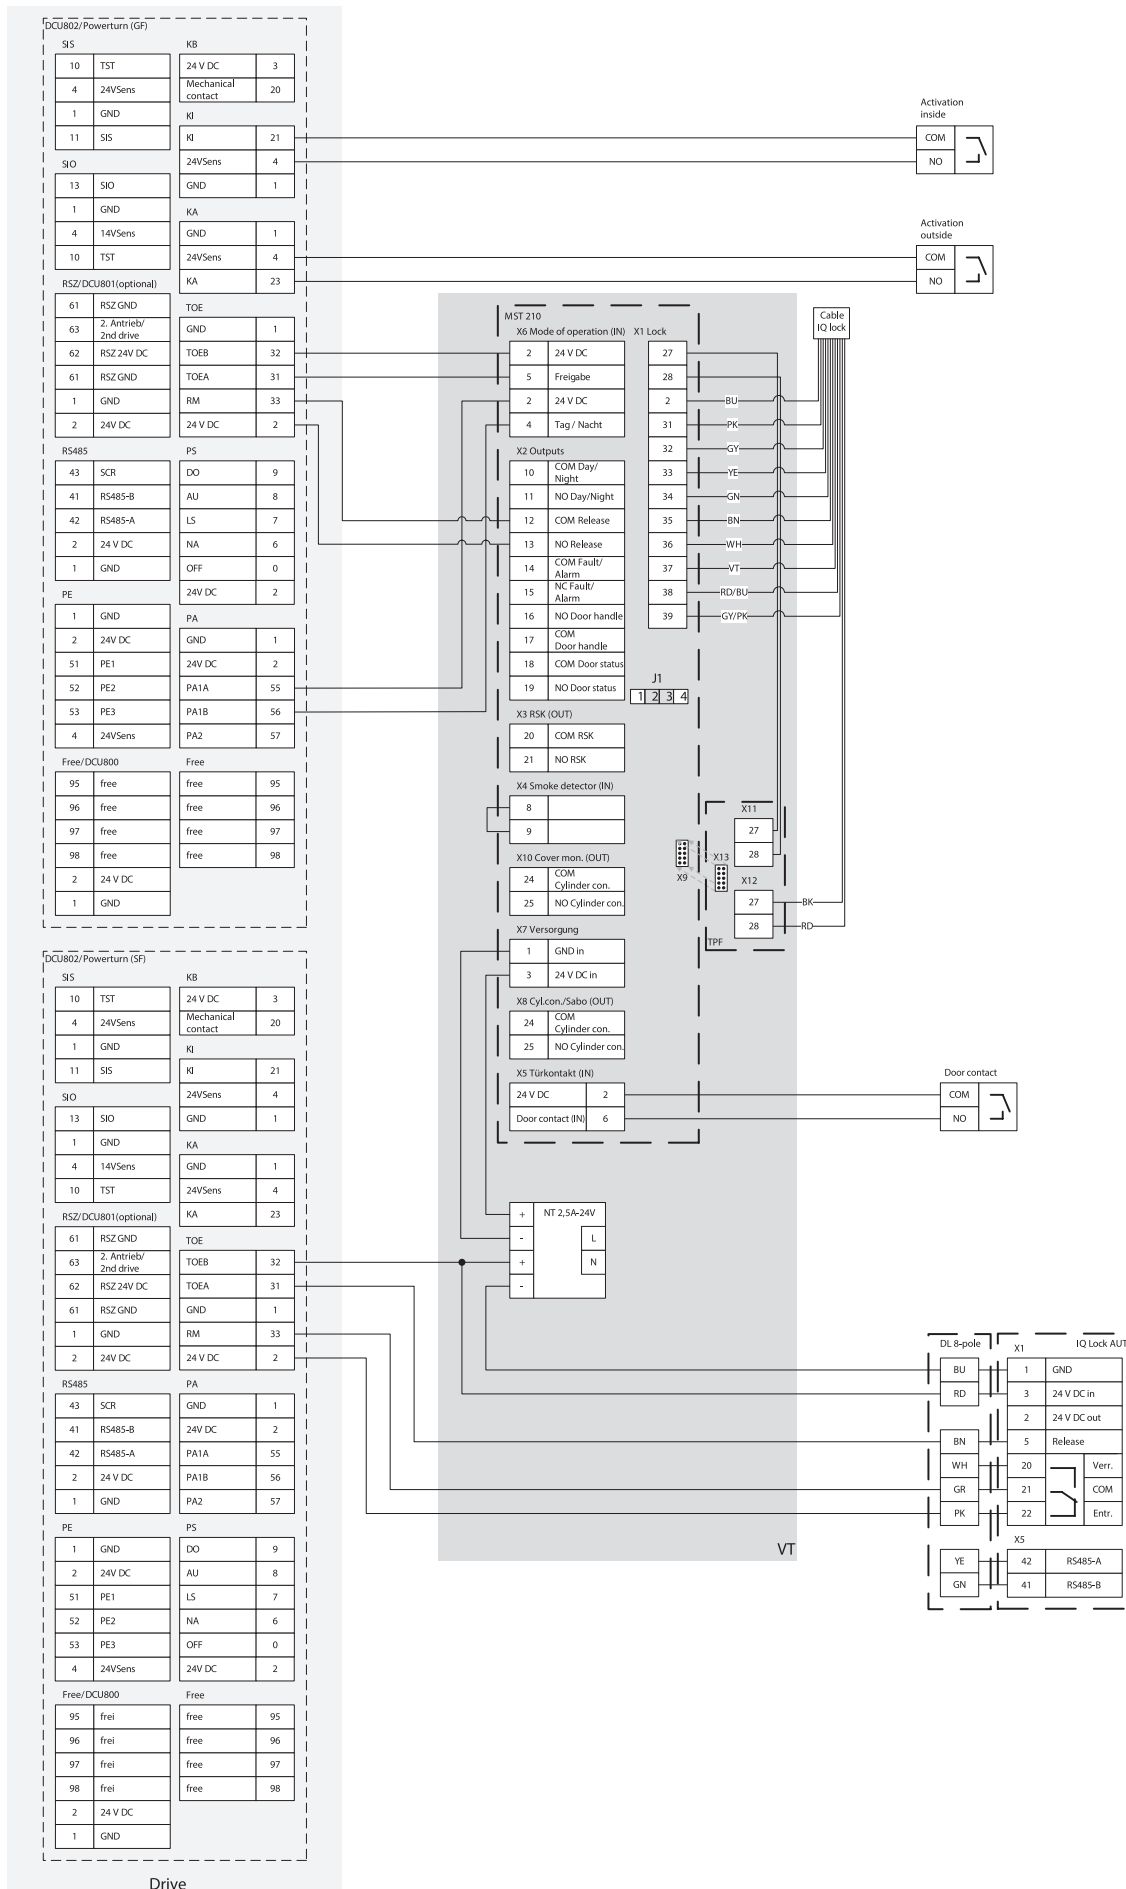 DCU802/Powerturn (GF)
SIS
10 TST
4 24VSens
1 GND
11 SIS
SIO
13 SIO
1 GND
4 14VSens
10 TST
RSZ/DCU801(optional)
61 RSZ GND
63 2. Antrieb/
2nd drive
62 RSZ 24V DC
61 RSZ GND
1 GND
2 24V DC
RS485
43 SCR
41 RS485-B
42 RS485-A
2 24 V DC
1 GND
PE
1 GND
2 24V DC
51 PE1
52 PE2
53 PE3
4 24VSens
Free/DCU800
95 free
96 free
97 free
98 free
2 24 V DC
1 GND
KB
24 V DC 3
Mechanical
contact 20
KI
KI 21
24VSens 4
GND 1
KA
GND 1
24VSens 4
KA 23
TOE
GND 1
TOEB 32
TOEA 31
RM 33
24 V DC 2
PS
DO 9
AU 8
LS 7
NA 6
OFF 0
24V DC 2
PA
GND 1
24V DC 2
PA1A 55
PA1B 56
PA2 57
Free
free 95
free 96
free 97
free 98
Activation
inside
COM
NO
Activation
outside
COM
NO
MST 210
X6 Mode of operation (IN)
2 24 V DC
5 Freigabe
2 24 V DC
4 Tag / Nacht
X2 Outputs
10 COM Day/
Night
11 NO Day/Night
12 COM Release
13 NO Release
14 COM Fault/
Alarm
15 NC Fault/
Alarm
16 NO Door handle
17 COM
Door handle
18 COM Door status
19 NO Door status
X3 RSK (OUT)
20 COM RSK
21 NO RSK
X4 Smoke detector (IN)
8
9
X10 Cover mon. (OUT)
24 COM
Cylinder con.
25 NO Cylinder con.
X7 Versorgung
1 GND in
3 24 V DC in
X8 Cyl.con./Sabo (OUT)
24 COM
Cylinder con.
25 NO Cylinder con.
X5 Türkontakt (IN)
24 V DC 2
Door contact (IN) 6
X1 Lock
27
28
2 BU
31 PK
32 GY
33 YE
34 GN
35 BN
36 WH
37 VT
38 RD/BU
39 GY/PK
J1
1 2 3 4
Cable
IQ lock
X9
X13
X11
27
28
X12
27 BK
28 RD
TPF
Door contact
COM
NO
NT 2,5A-24V
+
- L
+ N
-
VT
DCU802/Powerturn (SF)
SIS
10 TST
4 24VSens
1 GND
11 SIS
SIO
13 SIO
1 GND
4 14VSens
10 TST
RSZ/DCU801(optional)
61 RSZ GND
63 2. Antrieb/
2nd drive
62 RSZ 24V DC
61 RSZ GND
1 GND
2 24V DC
RS485
43 SCR
41 RS485-B
42 RS485-A
2 24 V DC
1 GND
PE
1 GND
2 24V DC
51 PE1
52 PE2
53 PE3
4 24VSens
Free/DCU800
95 frei
96 frei
97 frei
98 frei
2 24 V DC
1 GND
KB
24 V DC 3
Mechanical
contact 20
KI
KI 21
24VSens 4
GND 1
KA
GND 1
24VSens 4
KA 23
TOE
TOEB 32
TOEA 31
GND 1
RM 33
24 V DC 2
PA
GND 1
24V DC 2
PA1A 55
PA1B 56
PA2 57
PS
DO 9
AU 8
LS 7
NA 6
OFF 0
24V DC 2
Free
free 95
free 96
free 97
free 98
Drive
DL 8-pole
BU
RD
BN
WH
GR
PK
YE
GN
X1 IQ Lock AUT
1 GND
3 24 V DC in
2 24 V DC out
5 Release
20 Verr.
21 COM
22 Entr.
X5
42 RS485-A
41 RS485-B